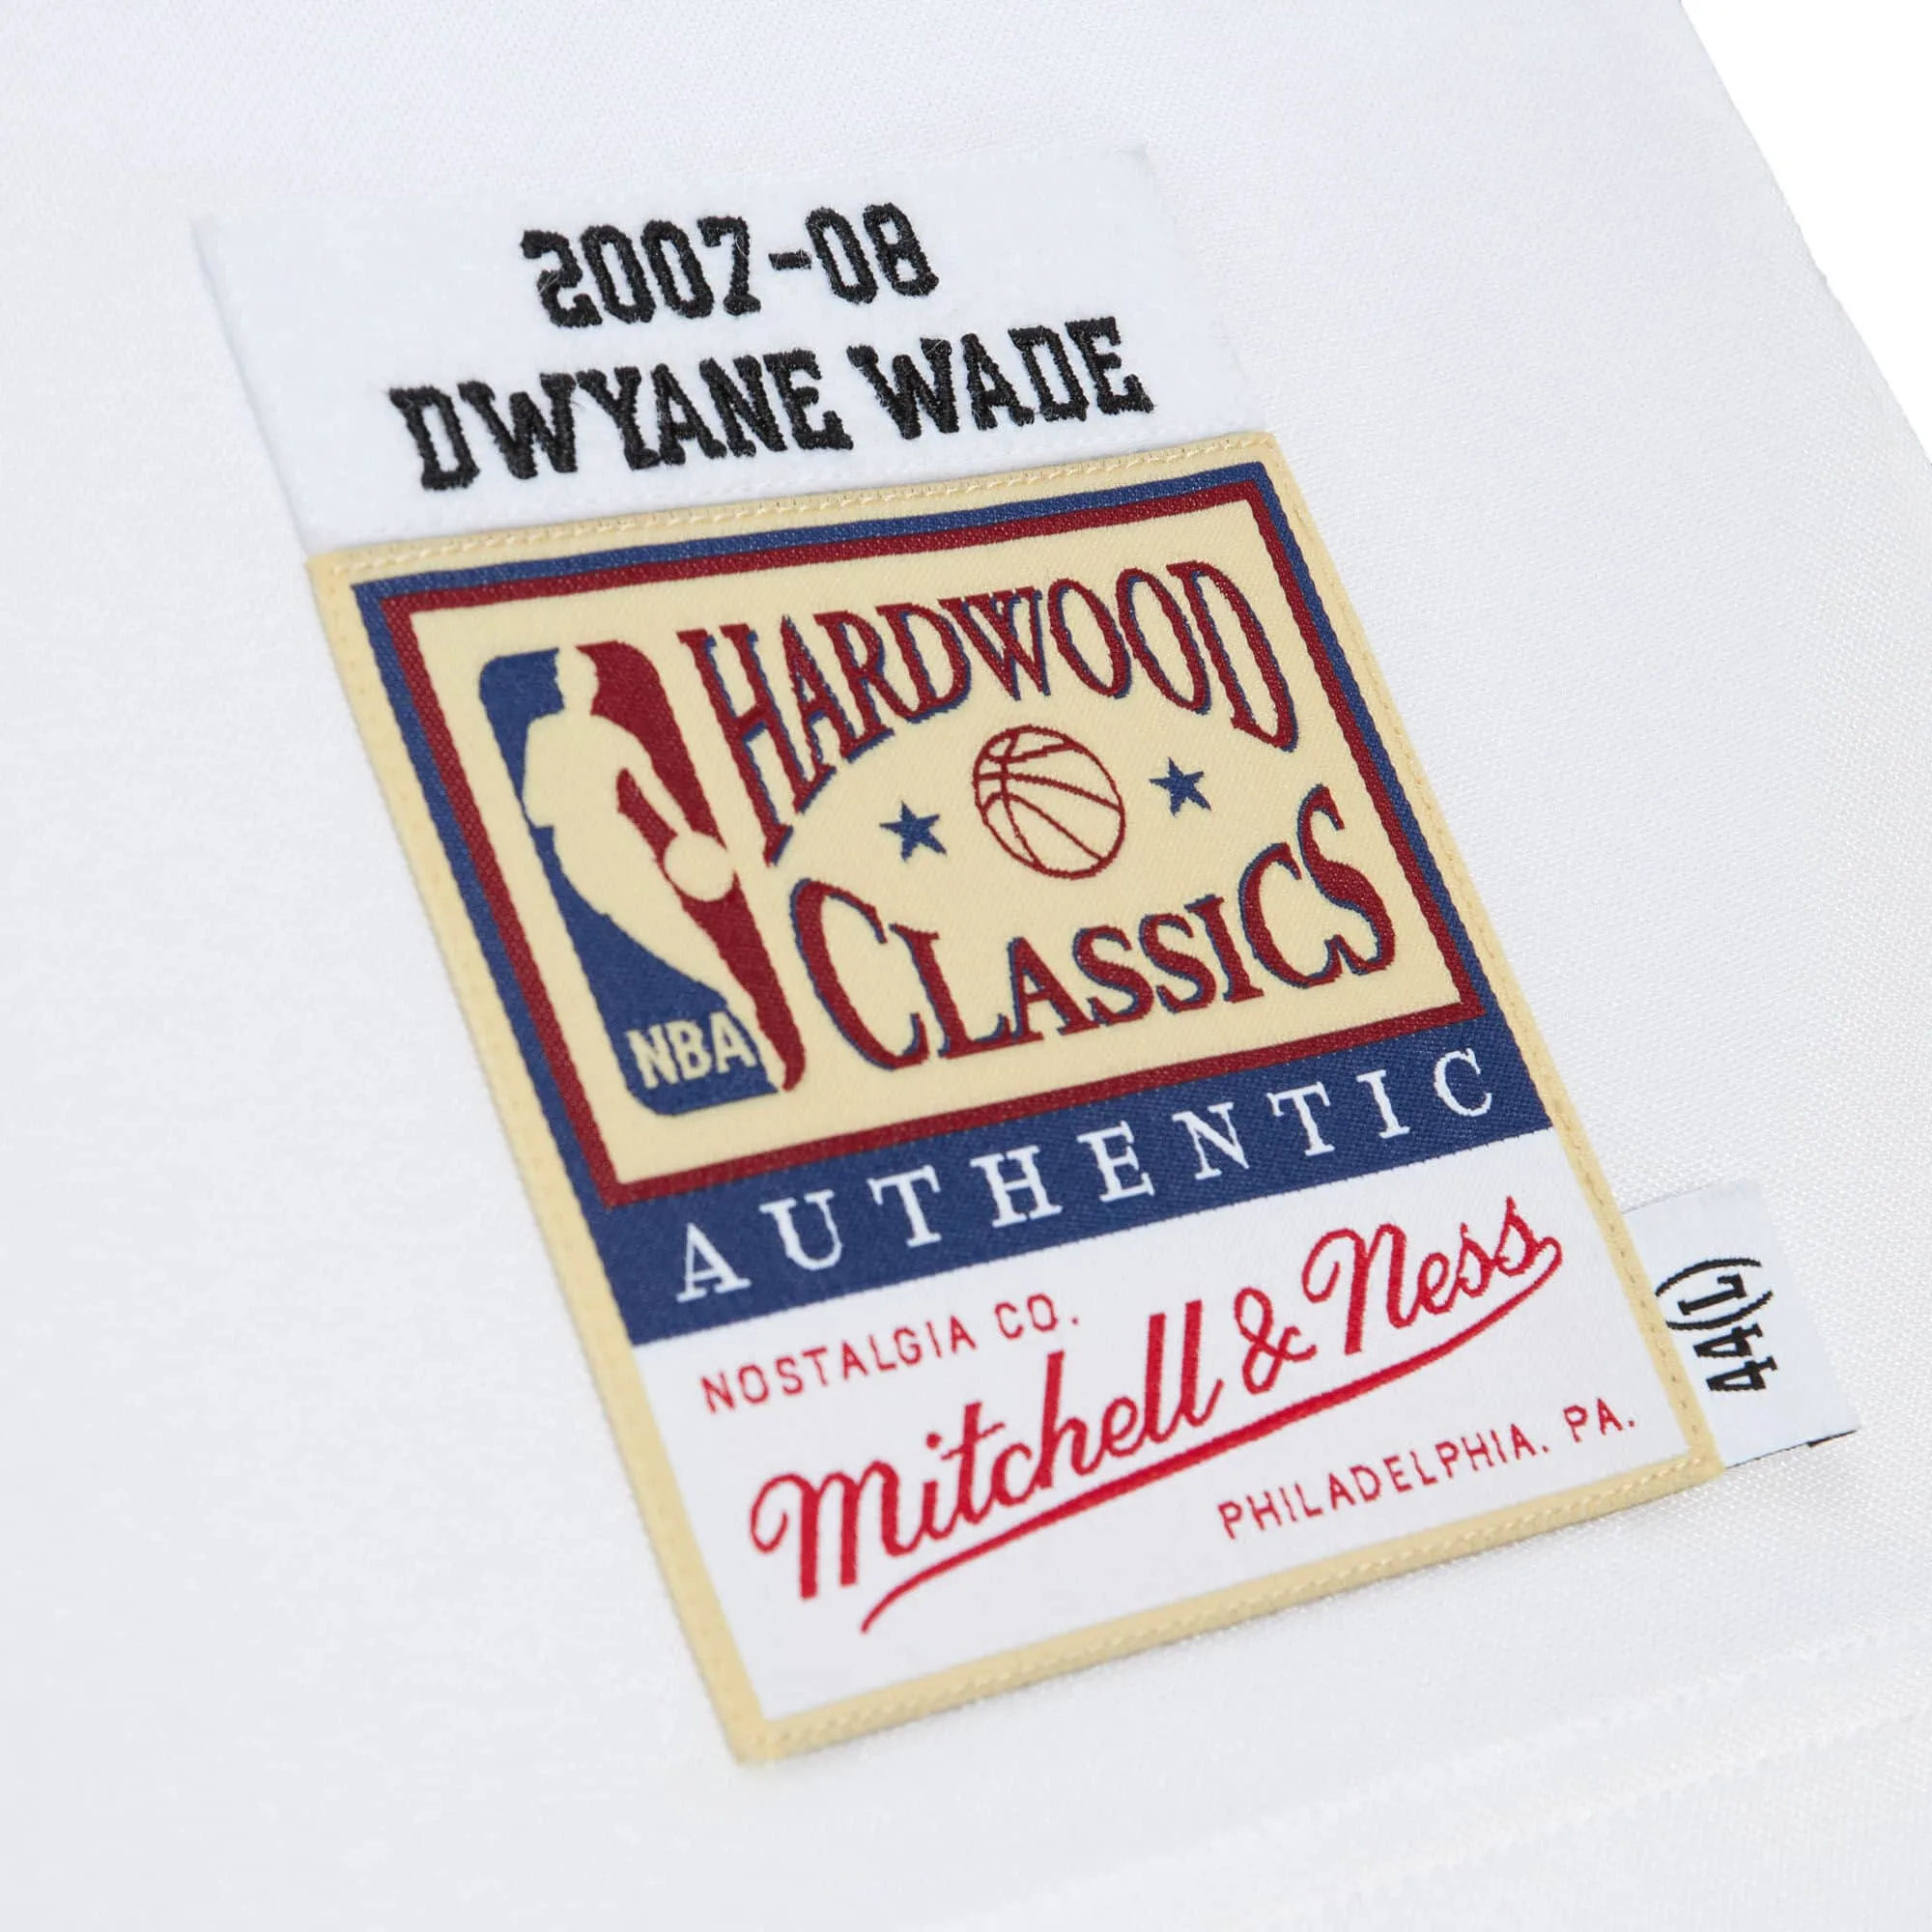 2007-08
DWYANE WADE
HARDWOOD
CLASSICS
NBA
AUTHENTIC
NOSTALGIA CO.
Mitchell & Ness
PHILADELPHIA. PA.
44(L)